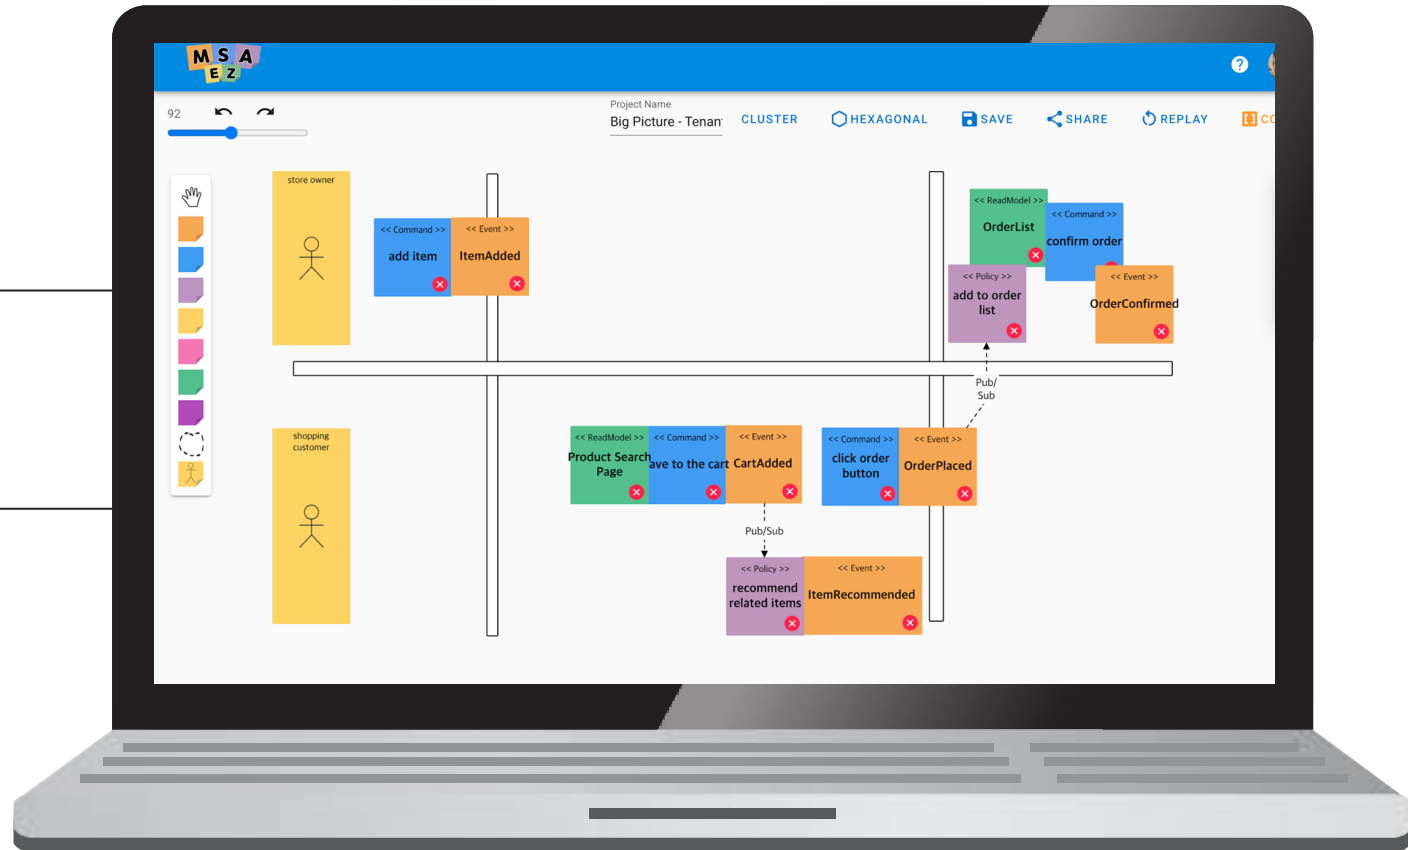 M S A
E Z
92
Project Name
Big Picture - Tenan
CLUSTER
HEXAGONAL
SAVE
SHARE
REPLAY
store owner
<< Command >>
add item
<< Event >>
ItemAdded
<< ReadModel >>
OrderList
<< Command >>
confirm order
<< Policy >>
add to order
list
<< Event >>
OrderConfirmed
Pub/
Sub
shopping
customer
<< ReadModel >>
Product Search
Page
<< Command >>
ave to the cart
<< Event >>
CartAdded
<< Command >>
click order
button
<< Event >>
OrderPlaced
Pub/Sub
<< Policy >>
recommend
related items
<< Event >>
ItemRecommended